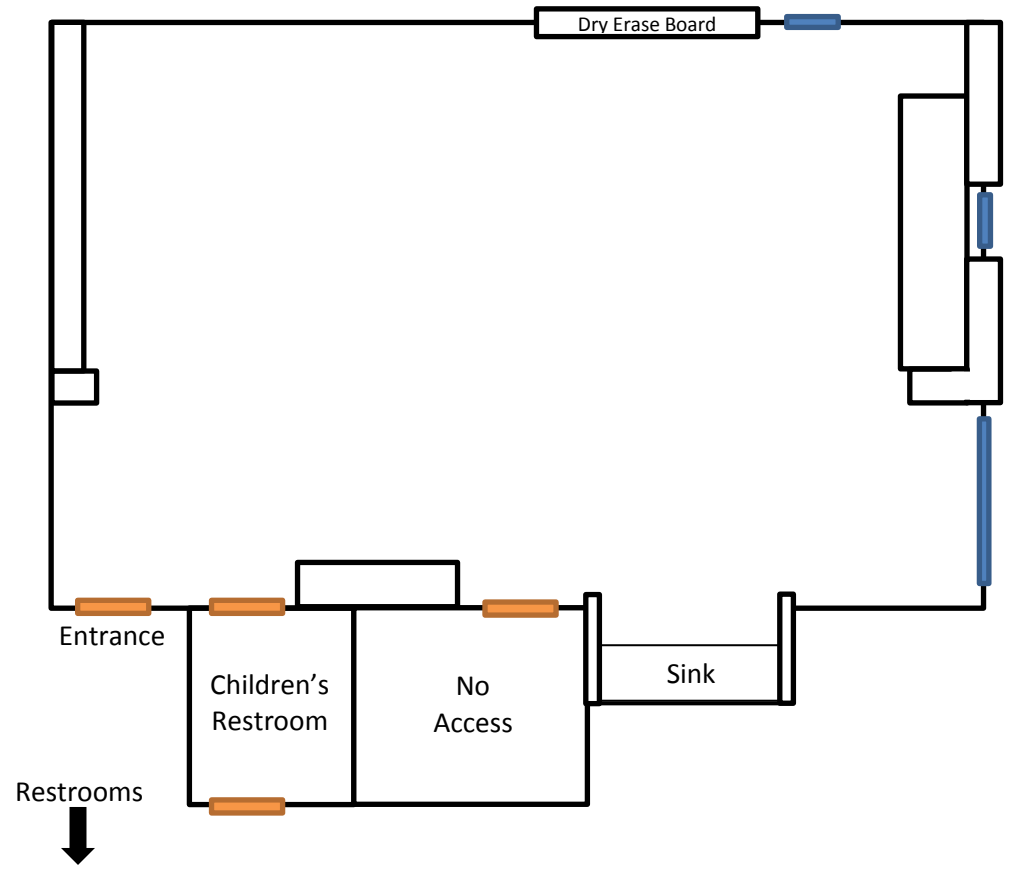 Dry Erase Board
Entrance
Children's
Restroom
No
Access
Sink
Restrooms